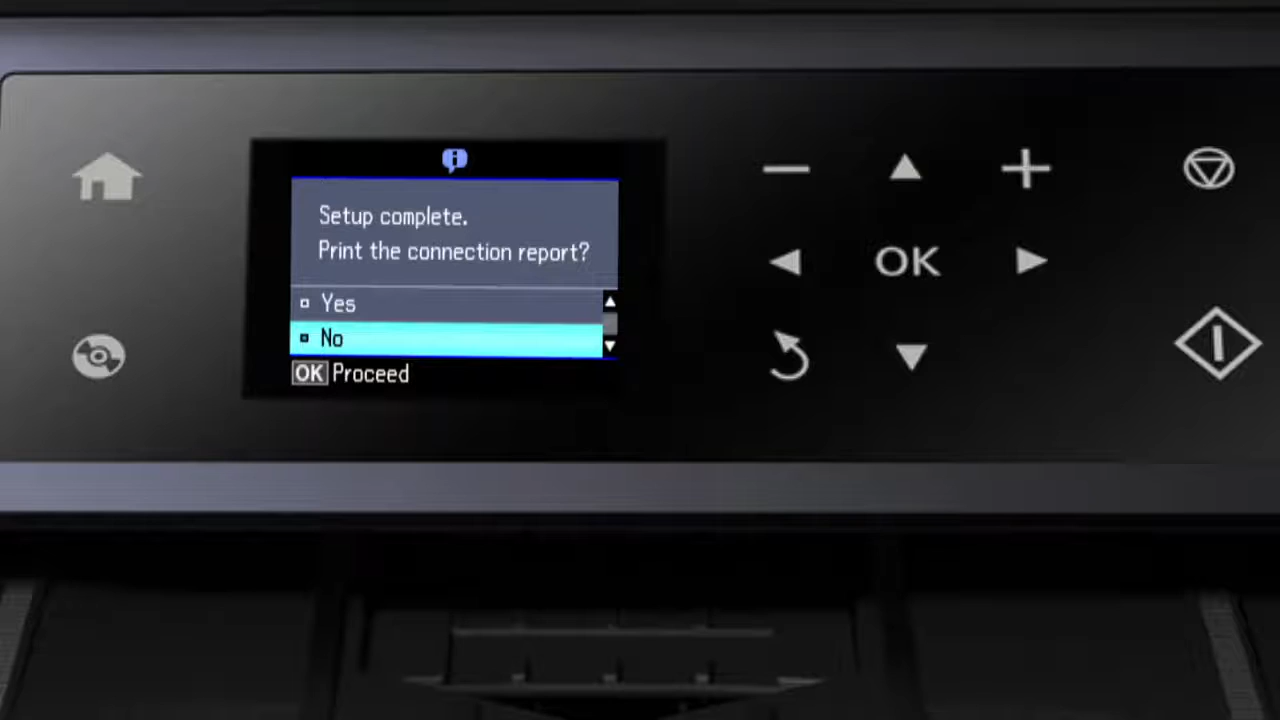 Setup complete.
Print the connection report?
Yes
No
OK Proceed
OK